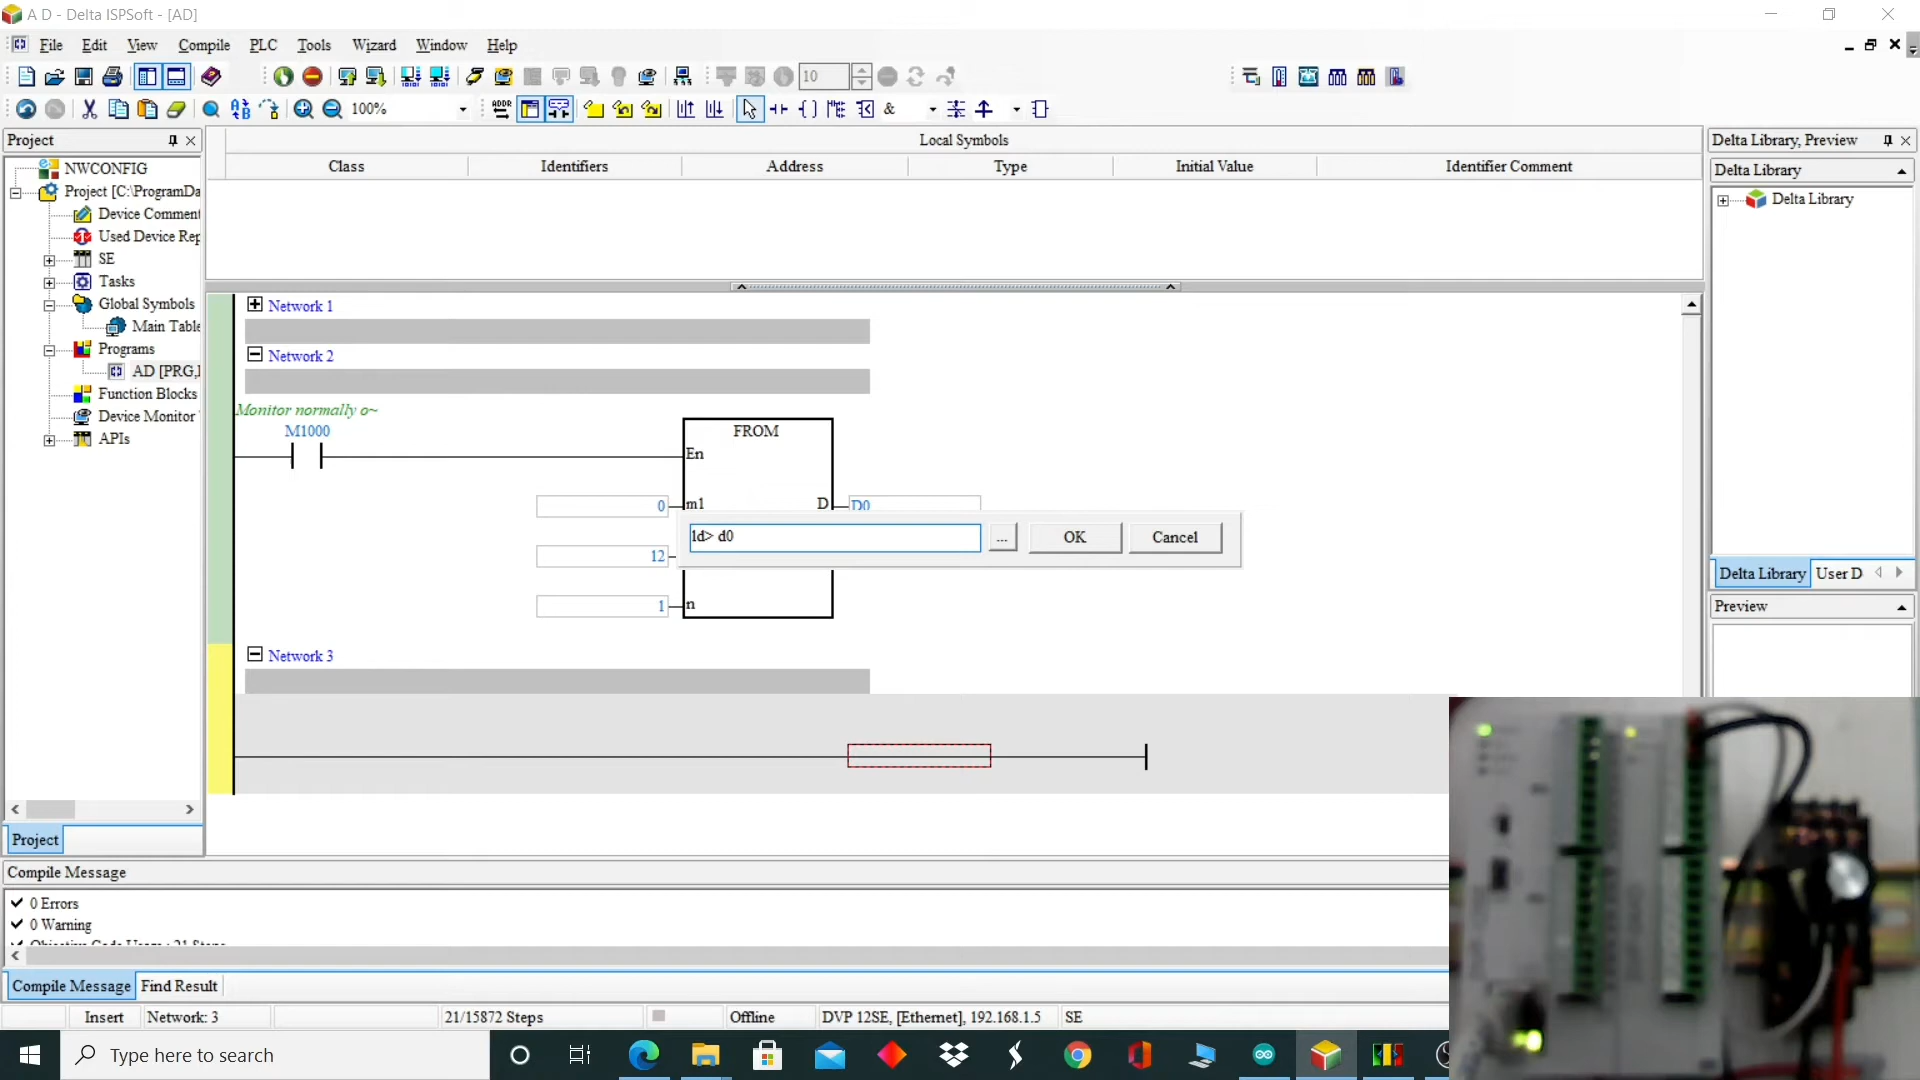 A D - Delta ISPSoft - [AD]
File Edit View Compile PLC Tools Wizard Window Help
10
100% ADDR &
Project
NWCONFIG
Project [C:\ProgramDa
Device Comment
Used Device Rep
SE
Tasks
Global Symbols
Main Table
Programs
AD [PRG,
Function Blocks
Device Monitor
APIs
Project
Local Symbols
Class Identifiers Address Type Initial Value Identifier Comment
Network 1
Network 2
Monitor normally o~
M1000
FROM
En
0 m1 D D0
ld> d0 ... OK Cancel
12
1 n
Network 3
Delta Library, Preview
Delta Library
Delta Library
Delta Library User D
Preview
Compile Message
0 Errors
0 Warning
Compile Message Find Result
Insert Network: 3 21/15872 Steps Offline DVP 12SE, [Ethernet], 192.168.1.5 SE
Type here to search